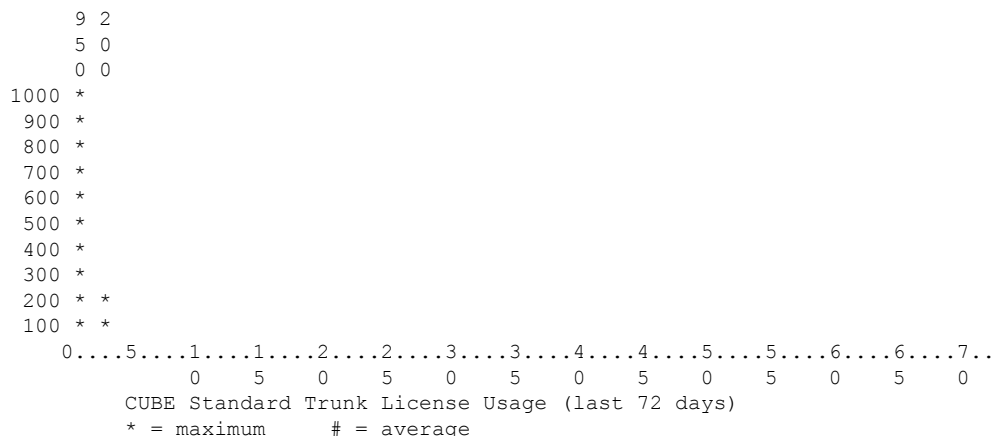 9 2
      5 0
      0 0
 1000 *
  900 *
  800 *
  700 *
  600 *
  500 *
  400 *
  300 *
  200 * *
  100 * *
     0....5....1....1....2....2....3....3....4....4....5....5....6....6....7..
               0    5    0    5    0    5    0    5    0    5    0    5    0
          CUBE Standard Trunk License Usage (last 72 days)
          * = maximum     # = average